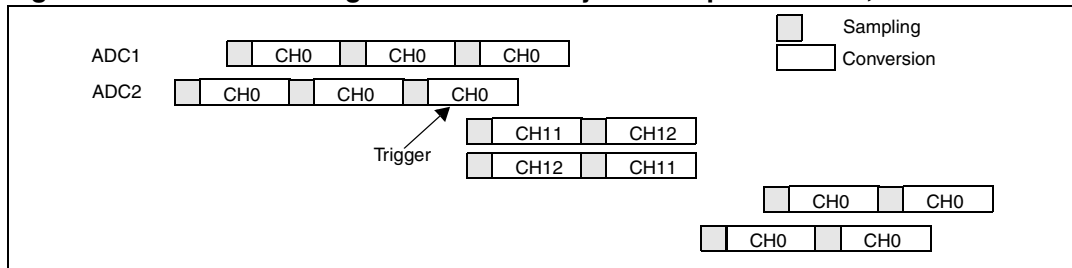 Sampling
Conversion
ADC1 CH0 CH0 CH0
ADC2 CH0 CH0 CH0
Trigger
CH11 CH12
CH12 CH11
CH0 CH0
CH0 CH0